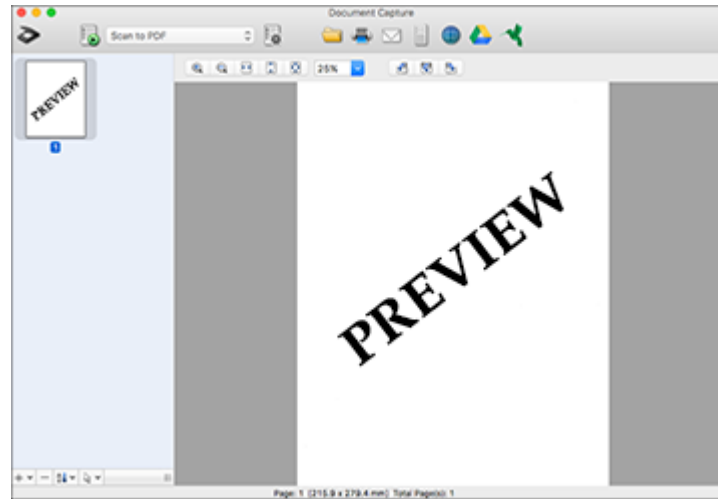 Document Capture
Scan to PDF
25%
PREVIEW
1
PREVIEW
Page: 1 [215.9 x 279.4 mm] Total Page(s): 1